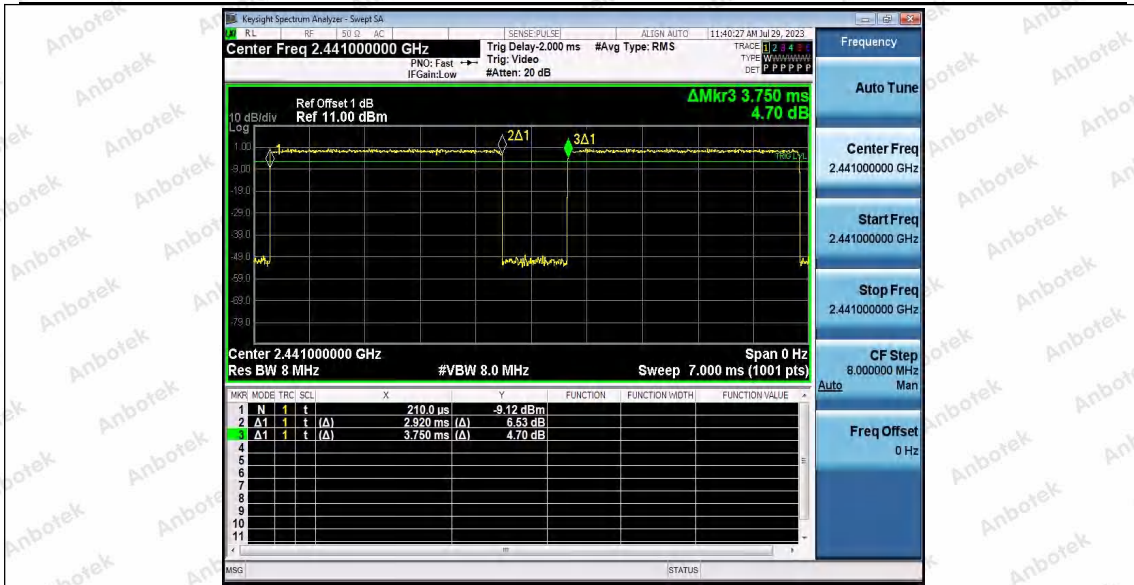 Keysight Spectrum Analyzer - Swept SA
RL RF 50 Ω AC SENSE:PULSE ALIGN AUTO 11:40:27 AM Jul 29, 2023
Center Freq 2.441000000 GHz
PNO: Fast
IFGain:Low
Trig Delay-2.000 ms
Trig: Video
#Atten: 20 dB
#Avg Type: RMS
TRACE 1 2 3 4 5 6
TYPE WWWWWW
DET P P P P P P
Frequency
ΔMkr3 3.750 ms
4.70 dB
Ref Offset 1 dB
10 dB/div Ref 11.00 dBm
Log
1.00
-9.00
-19.0
-29.0
-39.0
-49.0
-59.0
-69.0
-79.0
1
2Δ1
3Δ1
TRIG LVL
Center 2.441000000 GHz Span 0 Hz
Res BW 8 MHz #VBW 8.0 MHz Sweep 7.000 ms (1001 pts)
MKR MODE TRC SCL X Y FUNCTION FUNCTION WIDTH FUNCTION VALUE
1 N 1 t 210.0 µs -9.12 dBm
2 Δ1 1 t (Δ) 2.920 ms (Δ) 6.53 dB
3 Δ1 1 t (Δ) 3.750 ms (Δ) 4.70 dB
4
5
6
7
8
9
10
11
MSG STATUS
Auto Tune
Center Freq
2.441000000 GHz
Start Freq
2.441000000 GHz
Stop Freq
2.441000000 GHz
CF Step
8.000000 MHz
Auto Man
Freq Offset
0 Hz
Anbotek